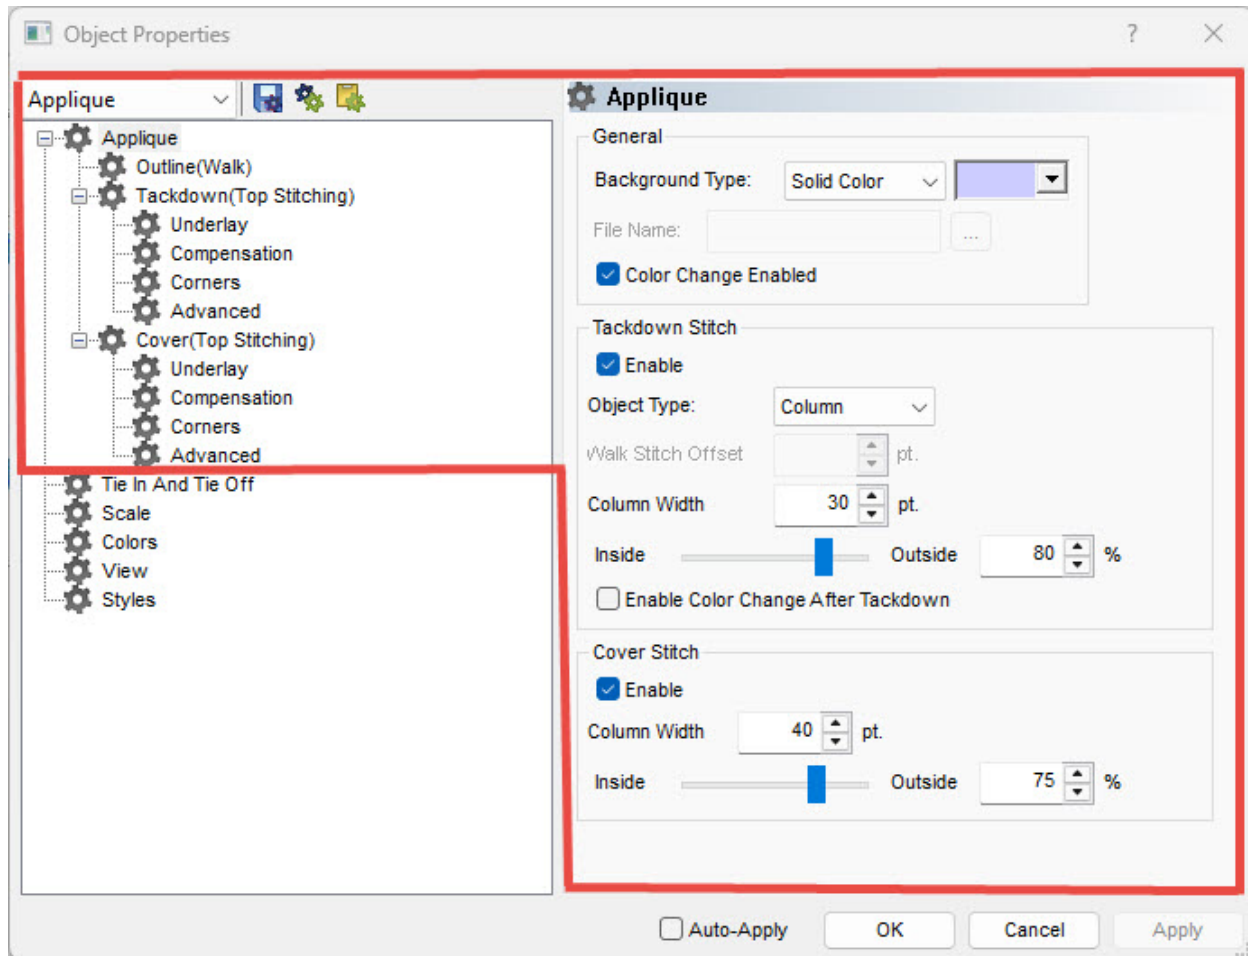 Object Properties
?
Applique
Applique
Outline(Walk)
Tackdown(Top Stitching)
Underlay
Compensation
Corners
Advanced
Cover(Top Stitching)
Underlay
Compensation
Corners
Advanced
Tie In And Tie Off
Scale
Colors
View
Styles
Applique
General
Background Type: Solid Color
File Name: ...
Color Change Enabled
Tackdown Stitch
Enable
Object Type: Column
Walk Stitch Offset pt.
Column Width 30 pt.
Inside Outside 80 %
Enable Color Change After Tackdown
Cover Stitch
Enable
Column Width 40 pt.
Inside Outside 75 %
Auto-Apply OK Cancel Apply